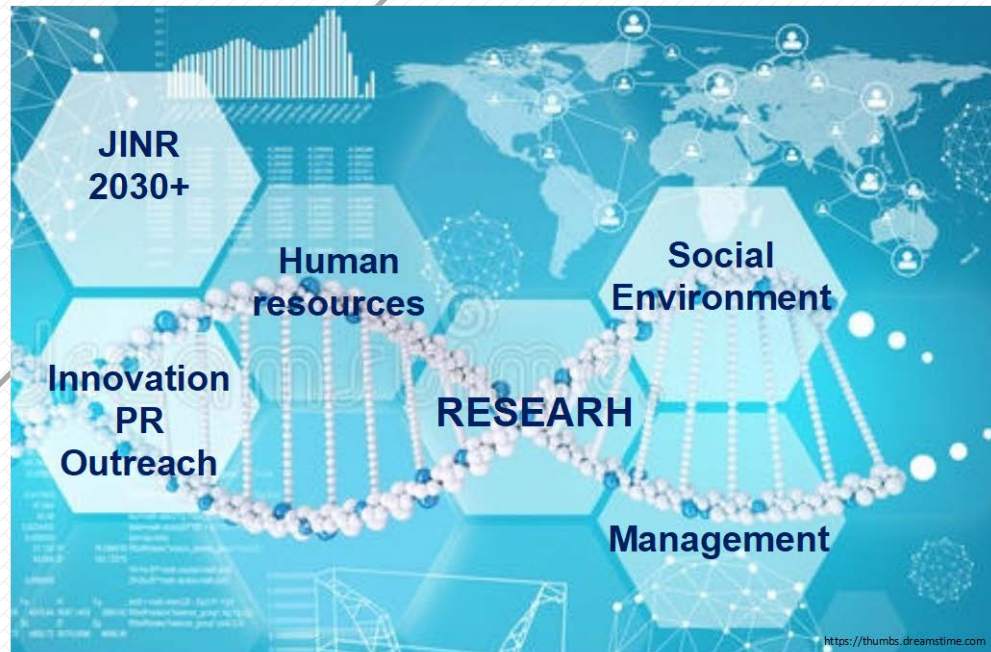 JINR
2030+
Human
resources
Social
Environment
Innovation
PR
Outreach
RESEARH
Management
https://thumbs.dreamstime.com